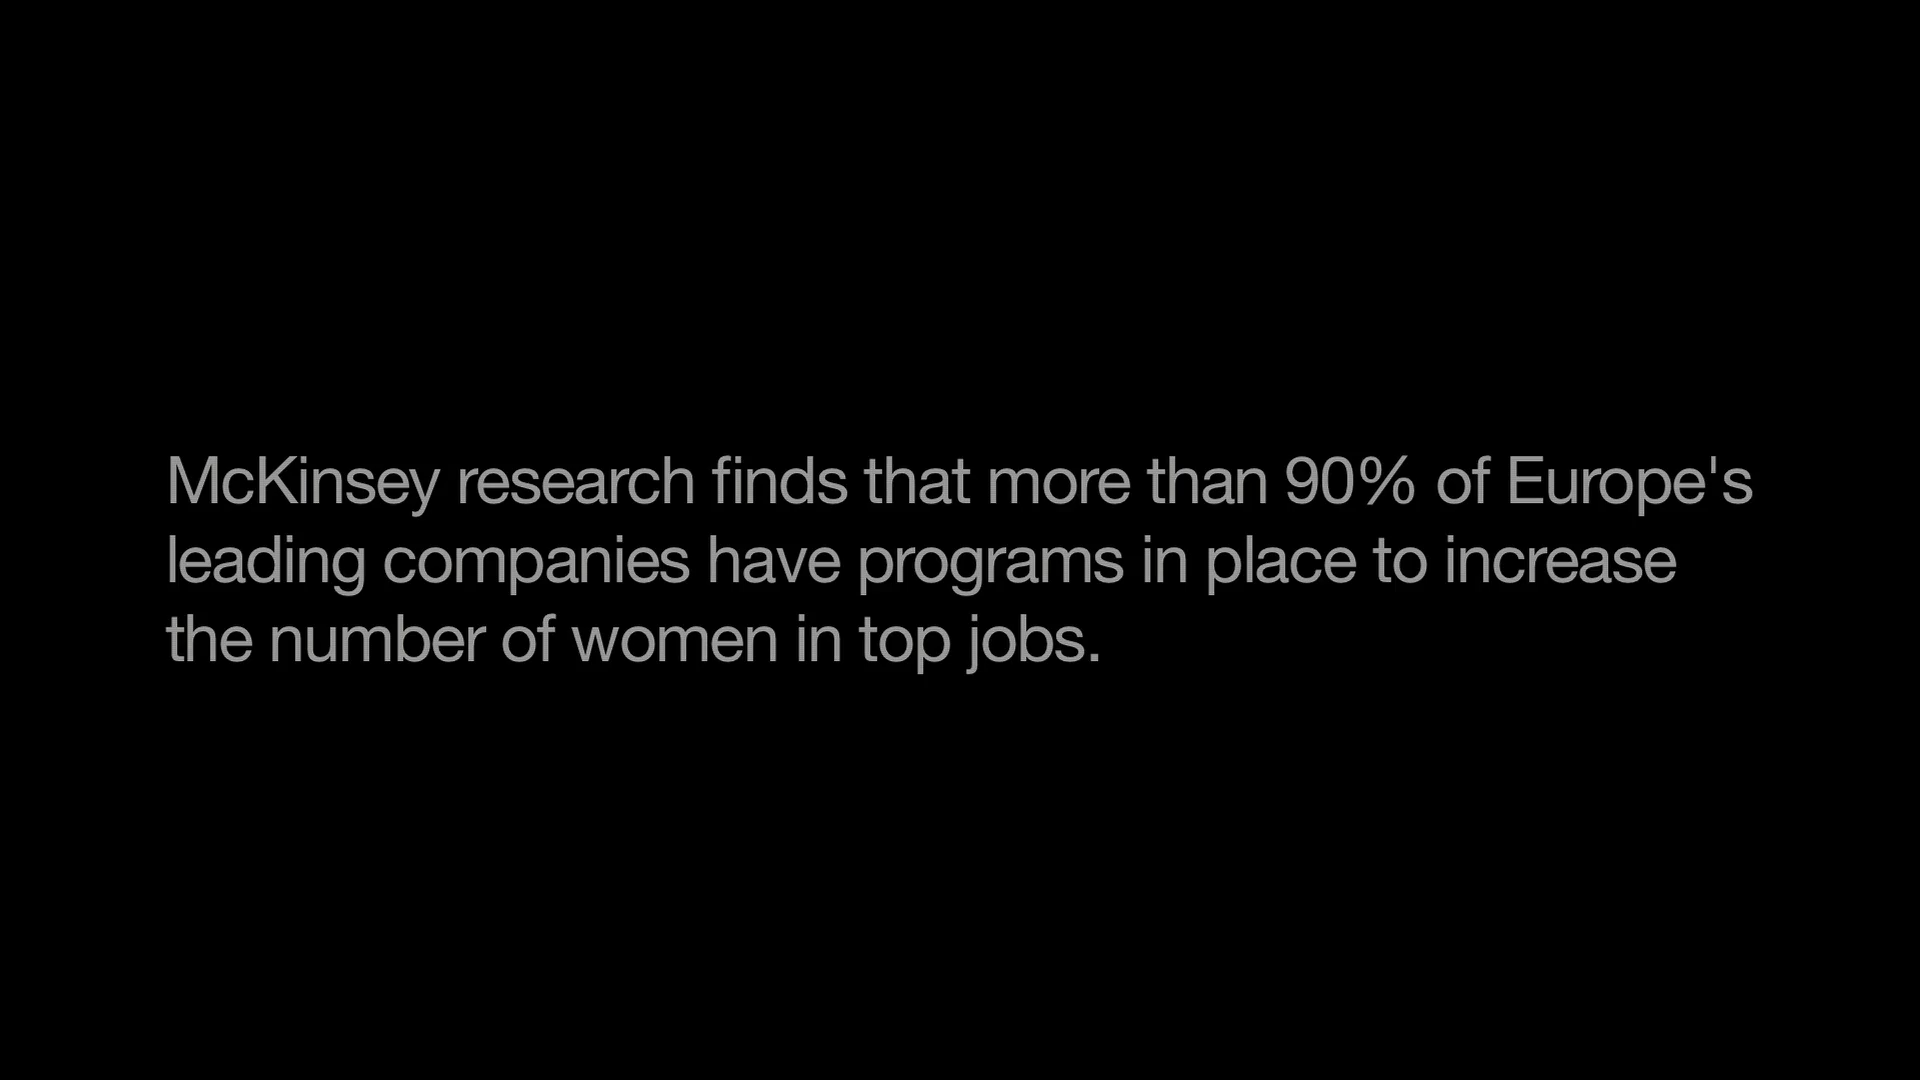 McKinsey research finds that more than 90% of Europe's
leading companies have programs in place to increase
the number of women in top jobs.